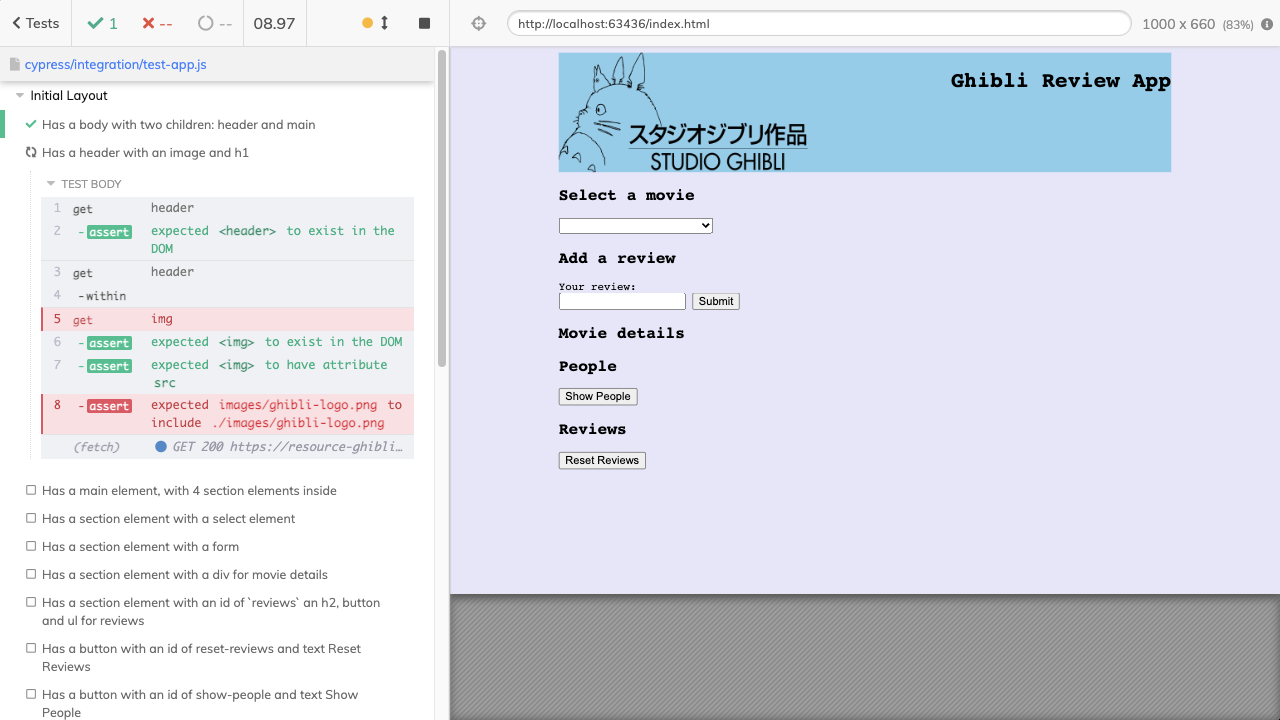 Tests
1
--
--
08.97
http://localhost:63436/index.html
1000 x 660 (83%)
cypress/integration/test-app.js
Initial Layout
Has a body with two children: header and main
Has a header with an image and h1
TEST BODY
1 get header
2 -assert expected <header> to exist in the
DOM
3 get header
4 -within
5 get img
6 -assert expected <img> to exist in the DOM
7 -assert expected <img> to have attribute
src
8 -assert expected images/ghibli-logo.png to
include ./images/ghibli-logo.png
(fetch) GET 200 https://resource-ghibli…
Has a main element, with 4 section elements inside
Has a section element with a select element
Has a section element with a form
Has a section element with a div for movie details
Has a section element with an id of `reviews` an h2, button
and ul for reviews
Has a button with an id of reset-reviews and text Reset
Reviews
Has a button with an id of show-people and text Show
People
スタジオジブリ作品
STUDIO GHIBLI
Ghibli Review App
Select a movie
Add a review
Your review:
Submit
Movie details
People
Show People
Reviews
Reset Reviews